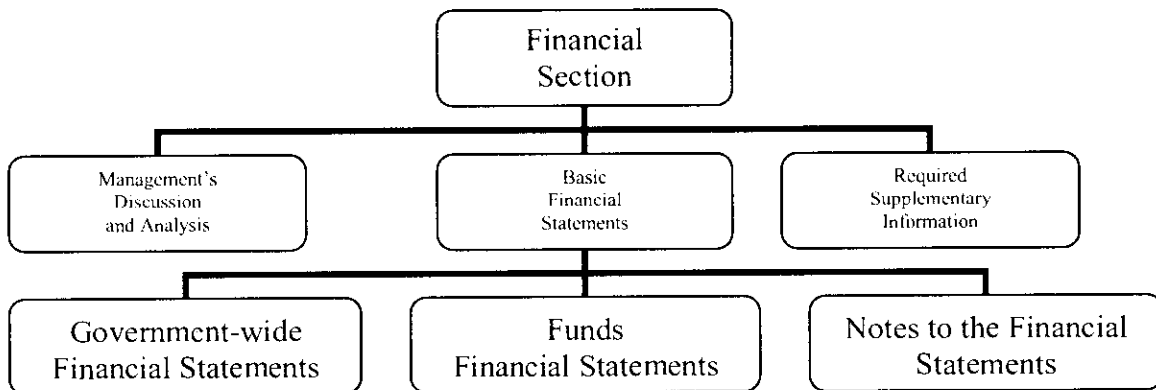 Financial
Section
Management's
Discussion
and Analysis
Basic
Financial
Statements
Required
Supplementary
Information
Government-wide
Financial Statements
Funds
Financial Statements
Notes to the Financial
Statements